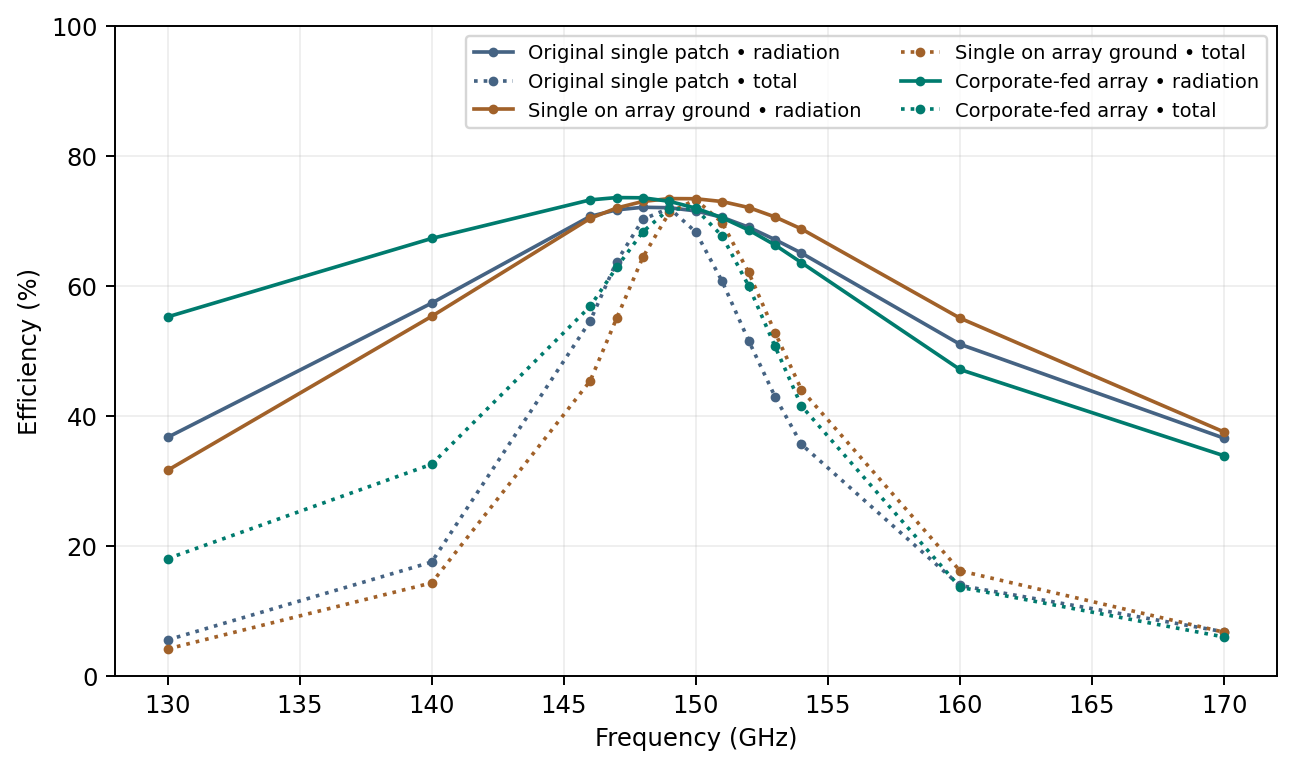 Efficiency (%)
100
80
60
40
20
0
Original single patch • radiation
Original single patch • total
Single on array ground • radiation
Single on array ground • total
Corporate-fed array • radiation
Corporate-fed array • total
130 135 140 145 150 155 160 165 170
Frequency (GHz)